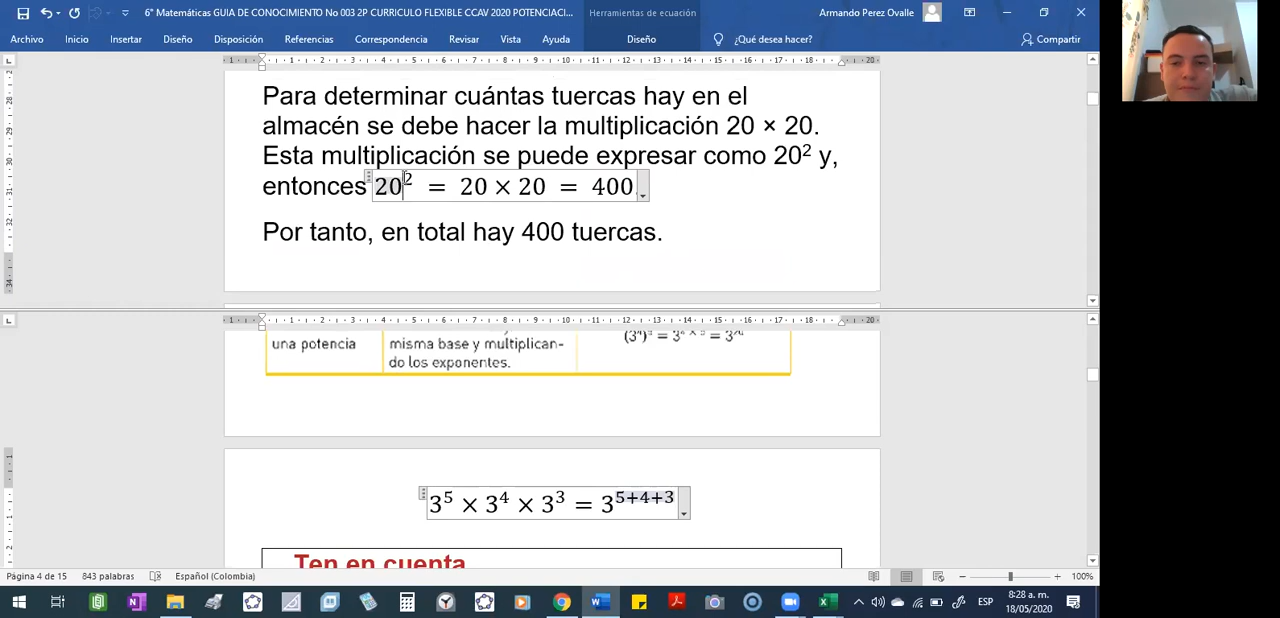 6° Matemáticas GUIA DE CONOCIMIENTO No 003 2P CURRICULO FLEXIBLE CCAV 2020 POTENCIACI...
Herramientas de ecuación
Armando Perez Ovalle
Archivo Inicio Insertar Diseño Disposición Referencias Correspondencia Revisar Vista Ayuda Diseño ¿Qué desea hacer? Compartir
Para determinar cuántas tuercas hay en el
almacén se debe hacer la multiplicación 20 × 20.
Esta multiplicación se puede expresar como 20² y,
entonces 20² = 20 × 20 = 400.
Por tanto, en total hay 400 tuercas.
una potencia
misma base y multiplican-
do los exponentes.
3⁵ × 3⁴ × 3³ = 3⁵⁺⁴⁺³
Ten en cuenta
Página 4 de 15 843 palabras Español (Colombia) 100%
ESP
8:28 a. m.
18/05/2020